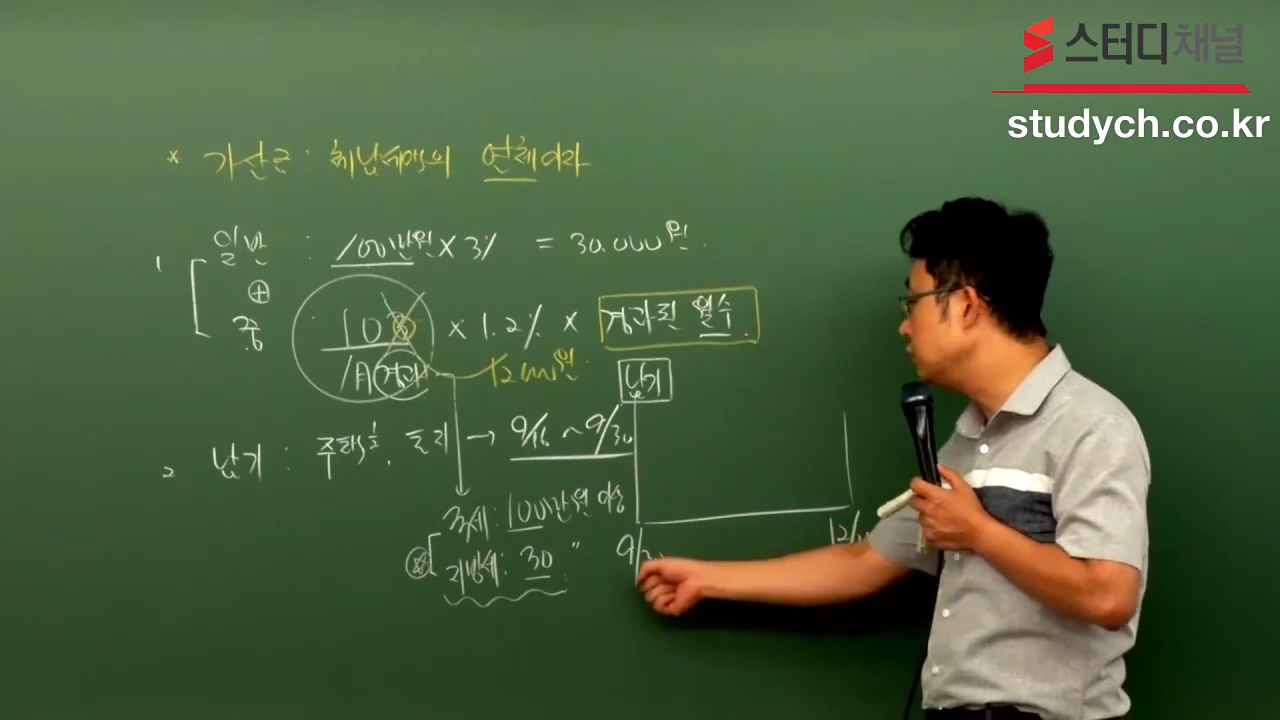 스터디채널
studych.co.kr
* 가산금 : 체납세액의 연체이자
1 일반 : 100만원 × 3% = 30,000원.
⊕
중 100 × 1.2% × 경과된 월수
/月 경과 12,000원.
납기
2 납기 : 주택½, 토지 → 9/16 ~ 9/30
국세 : 100만원 이상
지방세 : 30 〃
9/30
12/